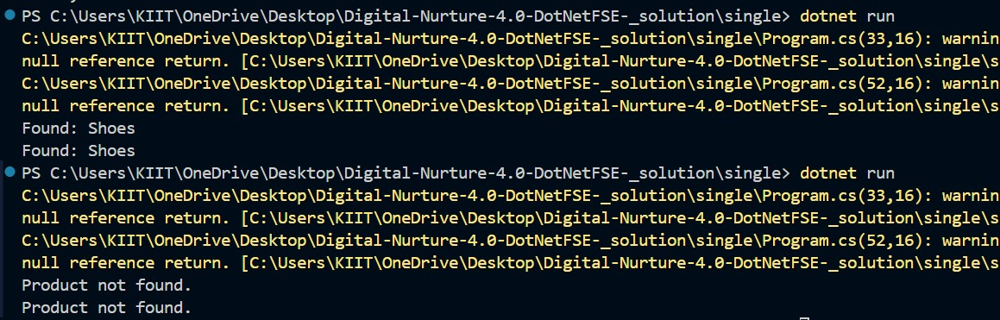 PS C:\Users\KIIT\OneDrive\Desktop\Digital-Nurture-4.0-DotNetFSE-_solution\single> dotnet run
C:\Users\KIIT\OneDrive\Desktop\Digital-Nurture-4.0-DotNetFSE-_solution\single\Program.cs(33,16): warnin
null reference return. [C:\Users\KIIT\OneDrive\Desktop\Digital-Nurture-4.0-DotNetFSE-_solution\single\s
C:\Users\KIIT\OneDrive\Desktop\Digital-Nurture-4.0-DotNetFSE-_solution\single\Program.cs(52,16): warnin
null reference return. [C:\Users\KIIT\OneDrive\Desktop\Digital-Nurture-4.0-DotNetFSE-_solution\single\s
Found: Shoes
Found: Shoes
PS C:\Users\KIIT\OneDrive\Desktop\Digital-Nurture-4.0-DotNetFSE-_solution\single> dotnet run
C:\Users\KIIT\OneDrive\Desktop\Digital-Nurture-4.0-DotNetFSE-_solution\single\Program.cs(33,16): warnin
null reference return. [C:\Users\KIIT\OneDrive\Desktop\Digital-Nurture-4.0-DotNetFSE-_solution\single\s
C:\Users\KIIT\OneDrive\Desktop\Digital-Nurture-4.0-DotNetFSE-_solution\single\Program.cs(52,16): warnin
null reference return. [C:\Users\KIIT\OneDrive\Desktop\Digital-Nurture-4.0-DotNetFSE-_solution\single\s
Product not found.
Product not found.